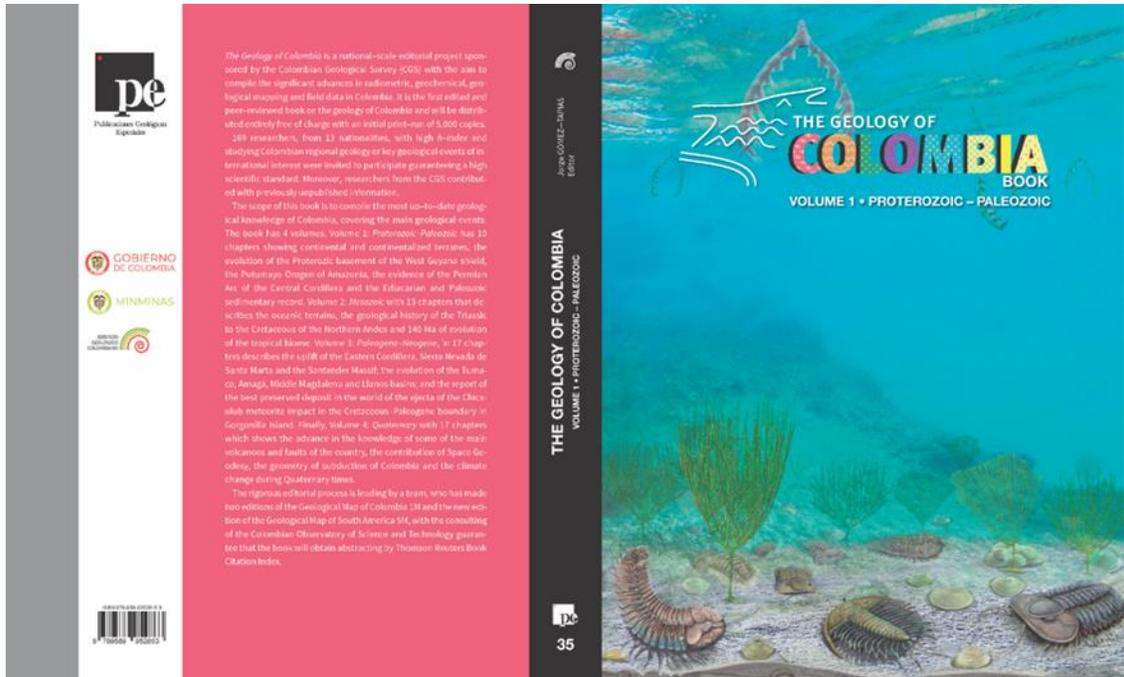 pe
Publicaciones Geológicas
Especiales
GOBIERNO
DE COLOMBIA
MINMINAS
SERVICIO
GEOLÓGICO
COLOMBIANO
The Geology of Colombia is a national–scale editorial project spon-
sored by the Colombian Geological Survey (CGS) with the aim to
compile the significant advances in radiometric, geochemical, geo-
logical mapping and field data in Colombia. It is the first edited and
peer–reviewed book on the geology of Colombia and will be distrib-
uted entirely free of charge with an initial print–run of 5,000 copies.
researchers, from 13 nationalities, with high h–index and
studying Colombian regional geology or key geological events of in-
ternational interest were invited to participate guaranteeing a high
scientific standard. Moreover, researchers from the CGS contribut-
ed with previously unpublished information.
The scope of this book is to compile the most up–to–date geolog-
ical knowledge of Colombia, covering the main geological events.
The book has 4 volumes. Volume 1: Proterozoic–Paleozoic has 10
chapters showing continental and continentalized terranes, the
evolution of the Proterozic basement of the West Guyana shield,
the Putumayo Orogen of Amazonia, the evidence of the Permian
Arc of the Central Cordillera and the Ediacarian and Paleozoic
sedimentary record. Volume 2: Mesozoic with 15 chapters that de-
scribes the oceanic terrains, the geological history of the Triassic
to the Cretaceous of the Northern Andes and 140 Ma of evolution
of the tropical biome. Volume 3: Paleogene–Neogene, in 17 chap-
ters describes the uplift of the Eastern Cordillera, Sierra Nevada de
Santa Marta and the Santander Massif; the evolution of the Tuma-
co, Amagá, Middle Magdalena and Llanos basins; and the report of
the best preserved deposit in the world of the ejecta of the Chicx-
ulub meteorite impact in the Cretaceous–Paleogene boundary in
Gorgonilla Island. Finally, Volume 4: Quaternary with 17 chapters
which shows the advance in the knowledge of some of the main
volcanoes and faults of the country, the contribution of Space Ge-
odesy, the geometry of subduction of Colombia and the climate
change during Quaternary times.
The rigorous editorial process is leading by a team, who has made
two editions of the Geological Map of Colombia 1M and the new edi-
tion of the Geological Map of South America 5M, with the consulting
of the Colombian Observatory of Science and Technology guaran-
tee that the book will obtain abstracting by Thomson Reuters Book
Citation Index.
Jorge GÓMEZ–TAPIAS
Editor
THE GEOLOGY OF COLOMBIA
VOLUME 1 • PROTEROZOIC – PALEOZOIC
pe
35
THE GEOLOGY OF
COLOMBIA
BOOK
VOLUME 1 • PROTEROZOIC – PALEOZOIC